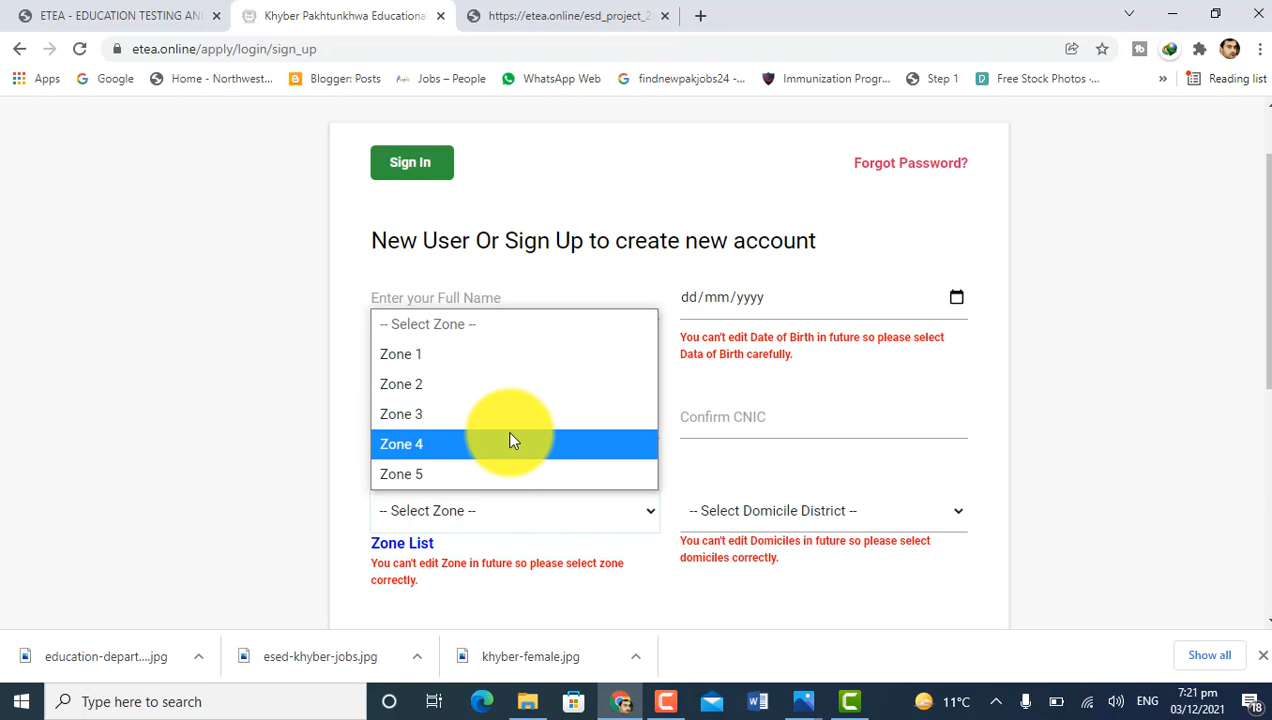 ETEA - EDUCATION TESTING AN
Khyber Pakhtunkhwa Educational
https://etea.online/esd_project_2
etea.online/apply/login/sign_up
Apps
Google
Home - Northwest...
Blogger: Posts
Jobs – People
WhatsApp Web
findnewpakjobs24 -...
Immunization Progr...
Step 1
Free Stock Photos -...
»
Reading list
Sign In
Forgot Password?
New User Or Sign Up to create new account
Enter your Full Name
dd/mm/yyyy
You can't edit Date of Birth in future so please select
Data of Birth carefully.
-- Select Zone --
Zone 1
Zone 2
Zone 3
Zone 4
Zone 5
Confirm CNIC
-- Select Zone --
-- Select Domicile District --
Zone List
You can't edit Zone in future so please select zone
correctly.
You can't edit Domiciles in future so please select
domiciles correctly.
education-depart....jpg
esed-khyber-jobs.jpg
khyber-female.jpg
Show all
Type here to search
11°C
ENG
7:21 pm
03/12/2021
18